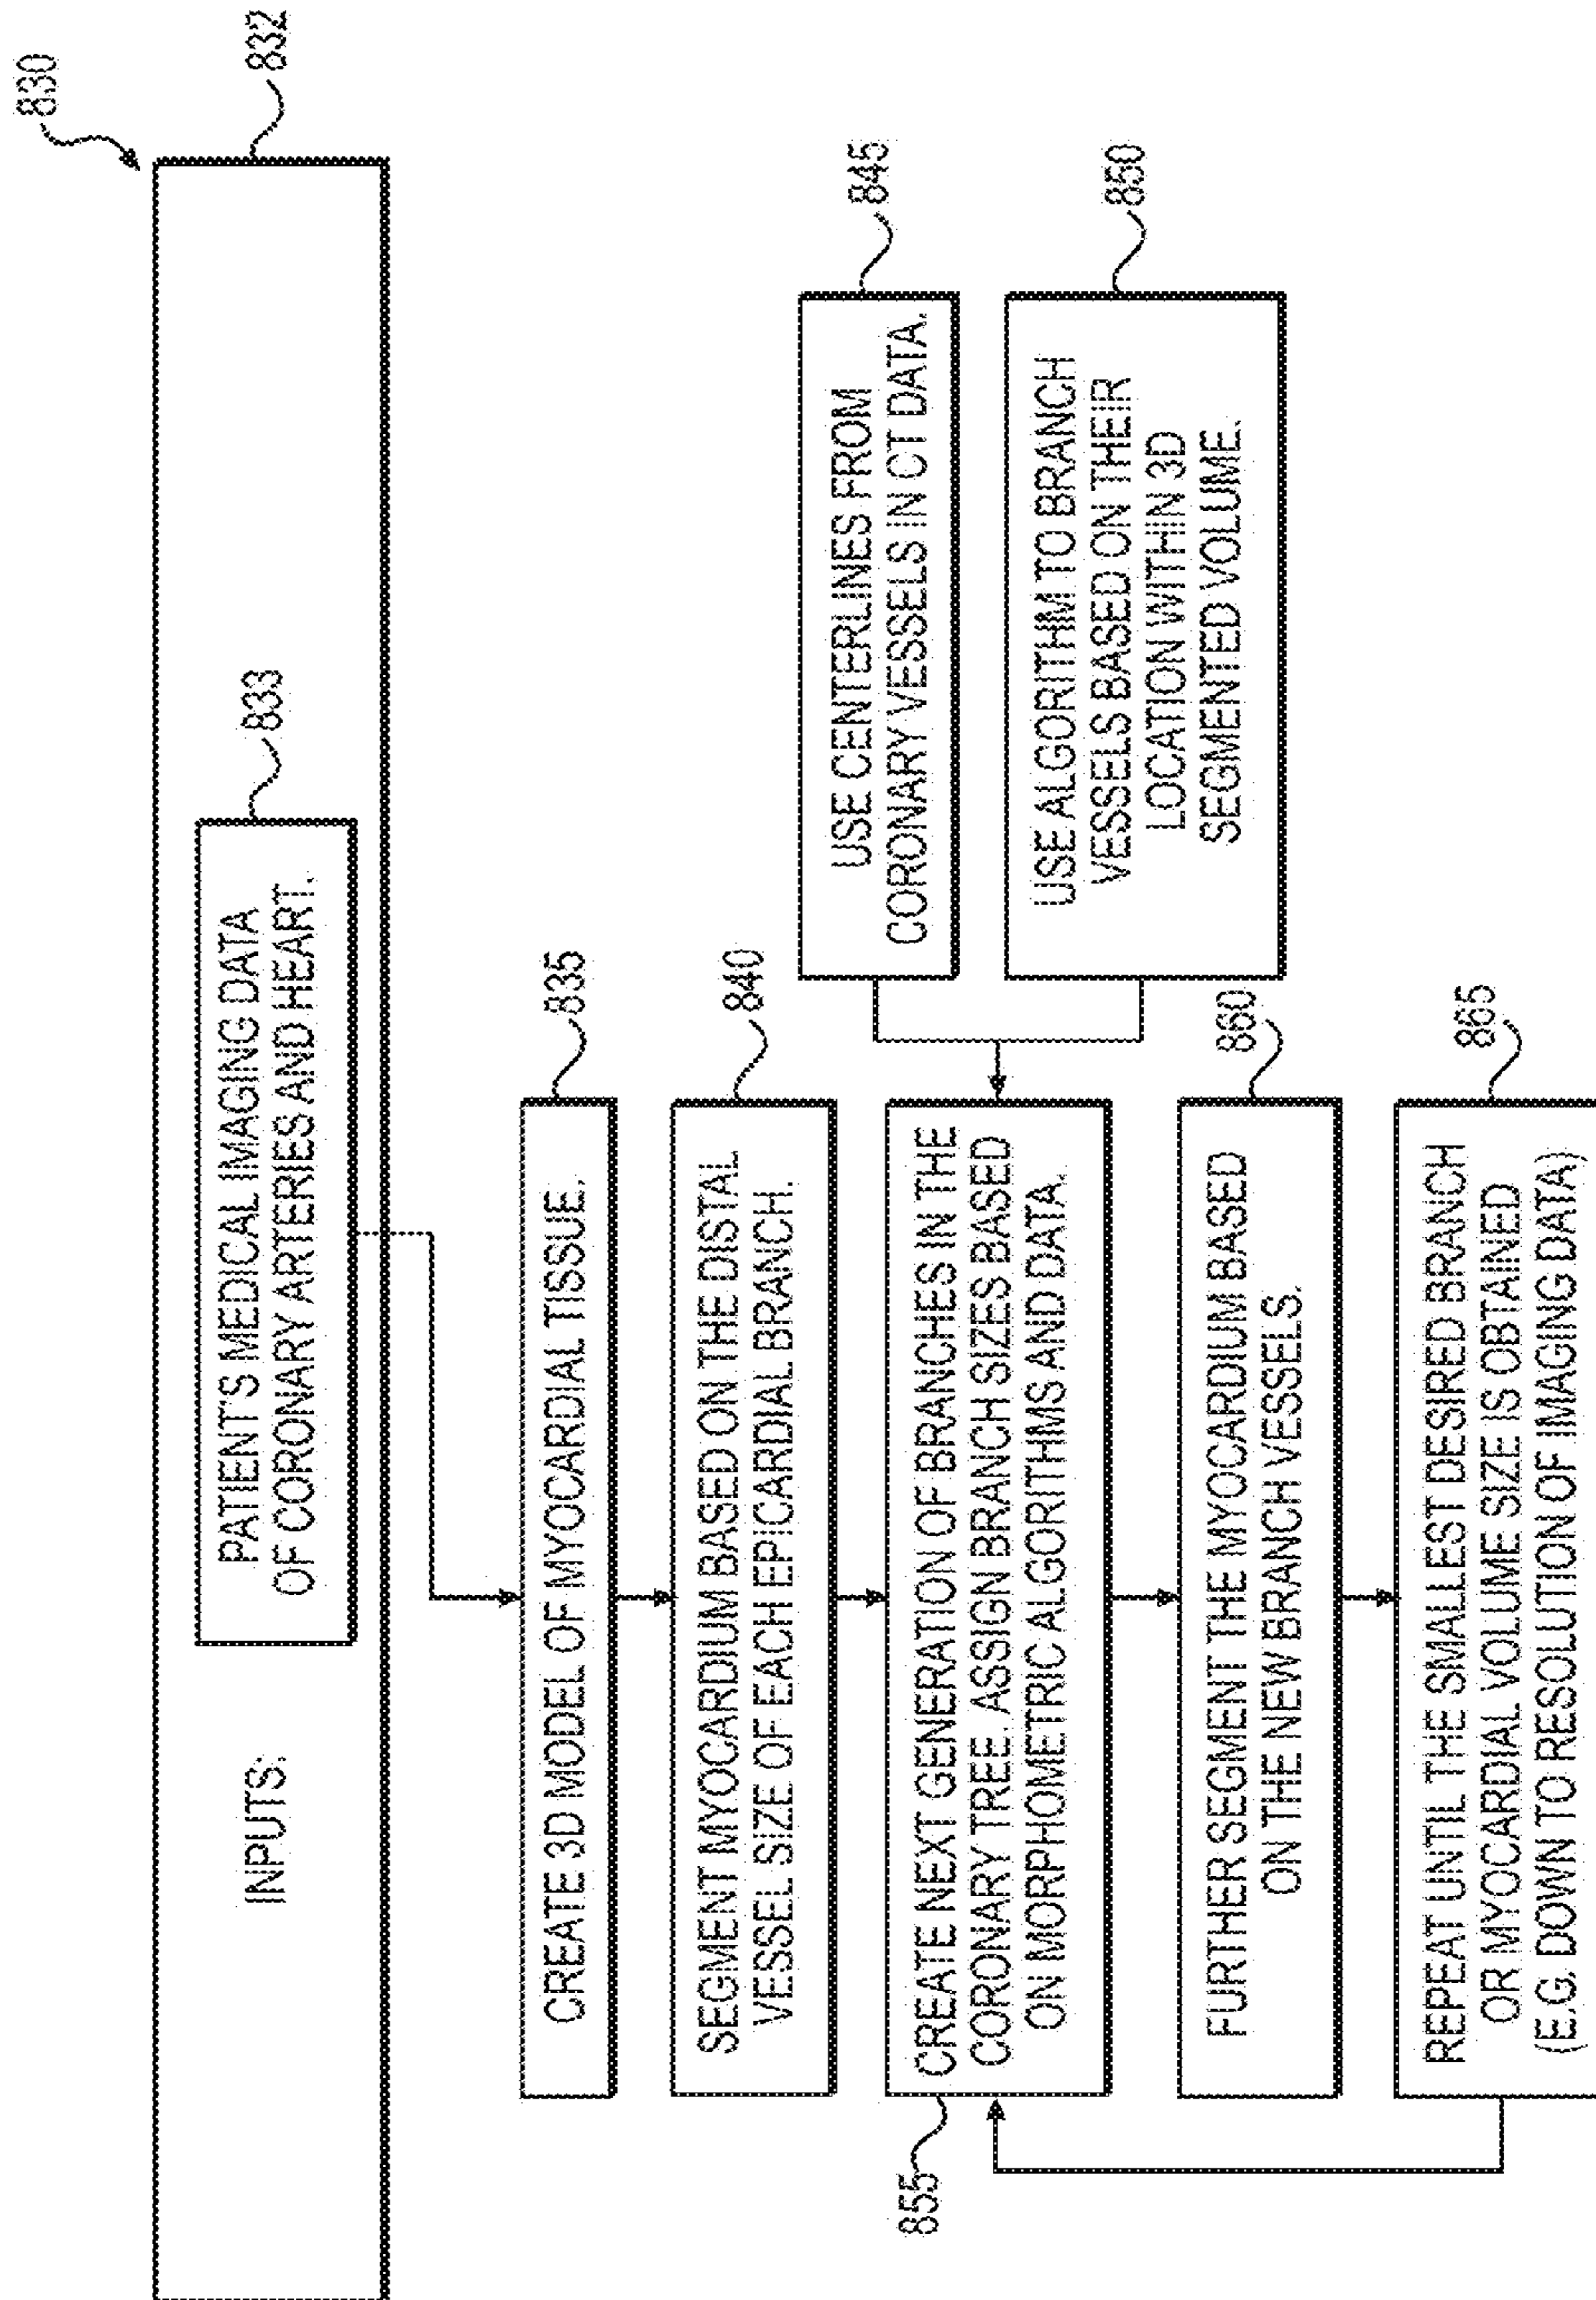 830
832
INPUTS:
833
PATIENT'S MEDICAL IMAGING DATA
OF CORONARY ARTERIES AND HEART.
835
CREATE 3D MODEL OF MYOCARDIAL TISSUE.
840
SEGMENT MYOCARDIUM BASED ON THE DISTAL
VESSEL SIZE OF EACH EPICARDIAL BRANCH.
845
USE CENTERLINES FROM
CORONARY VESSELS IN CT DATA.
850
USE ALGORITHM TO BRANCH
VESSELS BASED ON THEIR
LOCATION WITHIN 3D
SEGMENTED VOLUME.
855
CREATE NEXT GENERATION OF BRANCHES IN THE
CORONARY TREE. ASSIGN BRANCH SIZES BASED
ON MORPHOMETRIC ALGORITHMS AND DATA.
860
FURTHER SEGMENT THE MYOCARDIUM BASED
ON THE NEW BRANCH VESSELS.
865
REPEAT UNTIL THE SMALLEST DESIRED BRANCH
OR MYOCARDIAL VOLUME SIZE IS OBTAINED
(E.G. DOWN TO RESOLUTION OF IMAGING DATA)